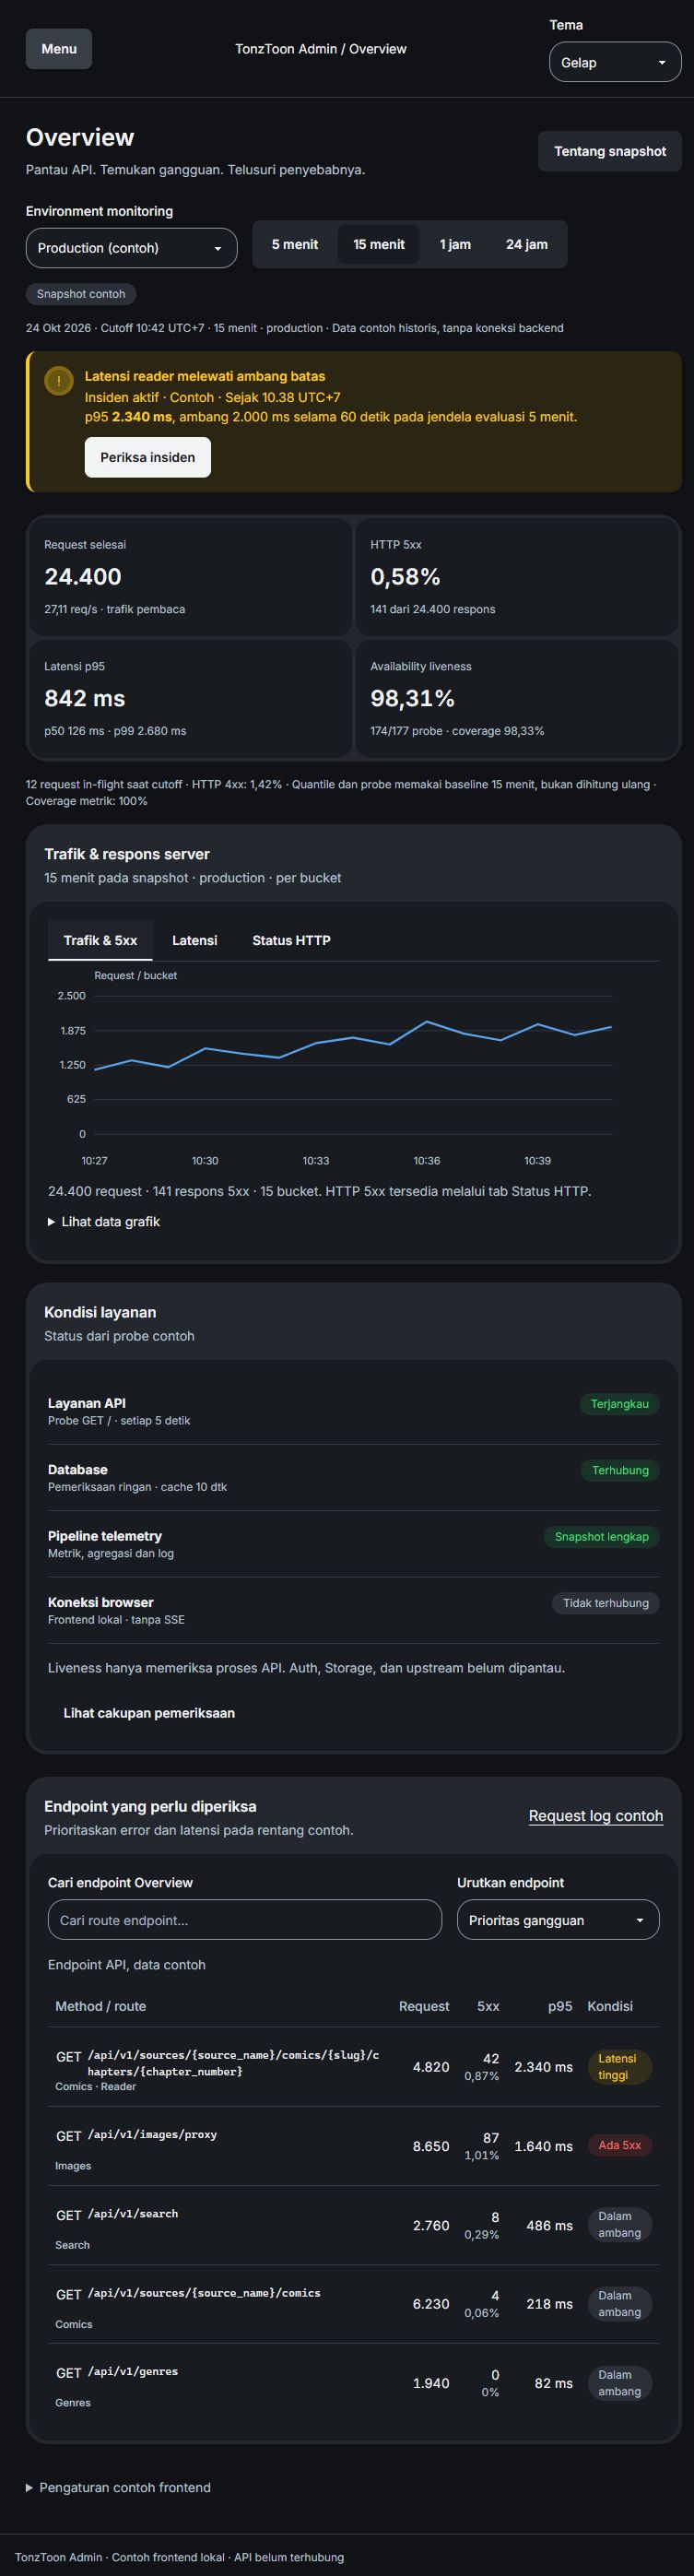 Menu
TonzToon Admin / Overview
Tema
Gelap
Overview
Pantau API. Temukan gangguan. Telusuri penyebabnya.
Tentang snapshot
Environment monitoring
Production (contoh)
5 menit
15 menit
1 jam
24 jam
Snapshot contoh
24 Okt 2026 · Cutoff 10:42 UTC+7 · 15 menit · production · Data contoh historis, tanpa koneksi backend
!
Latensi reader melewati ambang batas
Insiden aktif · Contoh · Sejak 10.38 UTC+7
p95 2.340 ms, ambang 2.000 ms selama 60 detik pada jendela evaluasi 5 menit.
Periksa insiden
Request selesai
24.400
27,11 req/s · trafik pembaca
HTTP 5xx
0,58%
141 dari 24.400 respons
Latensi p95
842 ms
p50 126 ms · p99 2.680 ms
Availability liveness
98,31%
174/177 probe · coverage 98,33%
12 request in-flight saat cutoff · HTTP 4xx: 1,42% · Quantile dan probe memakai baseline 15 menit, bukan dihitung ulang ·
Coverage metrik: 100%
Trafik & respons server
15 menit pada snapshot · production · per bucket
Trafik & 5xx
Latensi
Status HTTP
Request / bucket
2.500
1.875
1.250
625
0
10:27
10:30
10:33
10:36
10:39
24.400 request · 141 respons 5xx · 15 bucket. HTTP 5xx tersedia melalui tab Status HTTP.
Lihat data grafik
Kondisi layanan
Status dari probe contoh
Layanan API
Probe GET / · setiap 5 detik
Terjangkau
Database
Pemeriksaan ringan · cache 10 dtk
Terhubung
Pipeline telemetry
Metrik, agregasi dan log
Snapshot lengkap
Koneksi browser
Frontend lokal · tanpa SSE
Tidak terhubung
Liveness hanya memeriksa proses API. Auth, Storage, dan upstream belum dipantau.
Lihat cakupan pemeriksaan
Endpoint yang perlu diperiksa
Prioritaskan error dan latensi pada rentang contoh.
Request log contoh
Cari endpoint Overview
Cari route endpoint...
Urutkan endpoint
Prioritas gangguan
Endpoint API, data contoh
Method / route
Request
5xx
p95
Kondisi
GET /api/v1/sources/{source_name}/comics/{slug}/c
hapters/{chapter_number}
Comics · Reader
4.820
42
0,87%
2.340 ms
Latensi
tinggi
GET /api/v1/images/proxy
Images
8.650
87
1,01%
1.640 ms
Ada 5xx
GET /api/v1/search
Search
2.760
8
0,29%
486 ms
Dalam
ambang
GET /api/v1/sources/{source_name}/comics
Comics
6.230
4
0,06%
218 ms
Dalam
ambang
GET /api/v1/genres
Genres
1.940
0
0%
82 ms
Dalam
ambang
Pengaturan contoh frontend
TonzToon Admin · Contoh frontend lokal · API belum terhubung